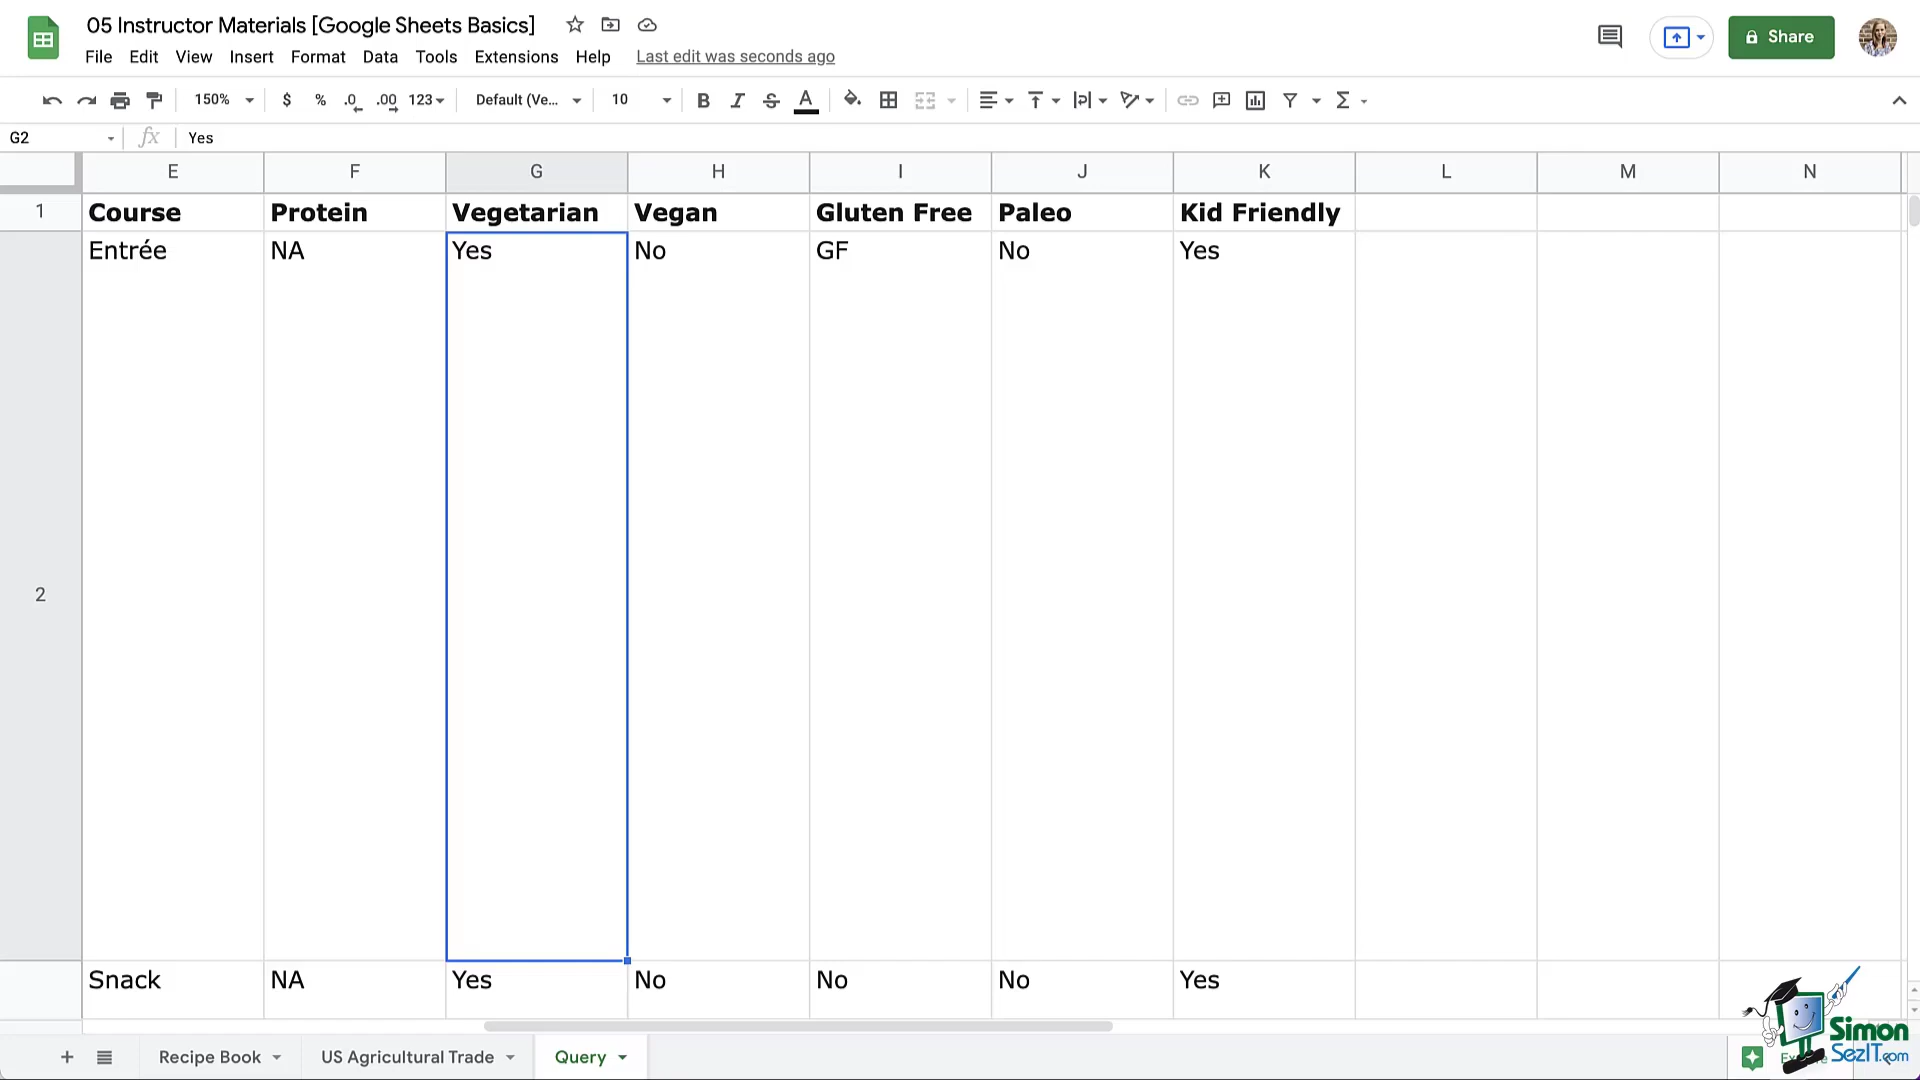 05 Instructor Materials [Google Sheets Basics]
File Edit View Insert Format Data Tools Extensions Help Last edit was seconds ago
Share
150% $ % .0 .00 123 Default (Ve... 10 B I S A
G2 fx Yes
E F G H I J K L M N
1 Course Protein Vegetarian Vegan Gluten Free Paleo Kid Friendly
Entrée NA Yes No GF No Yes
2
Snack NA Yes No No No Yes
Recipe Book US Agricultural Trade Query
Simon
SezIT.com